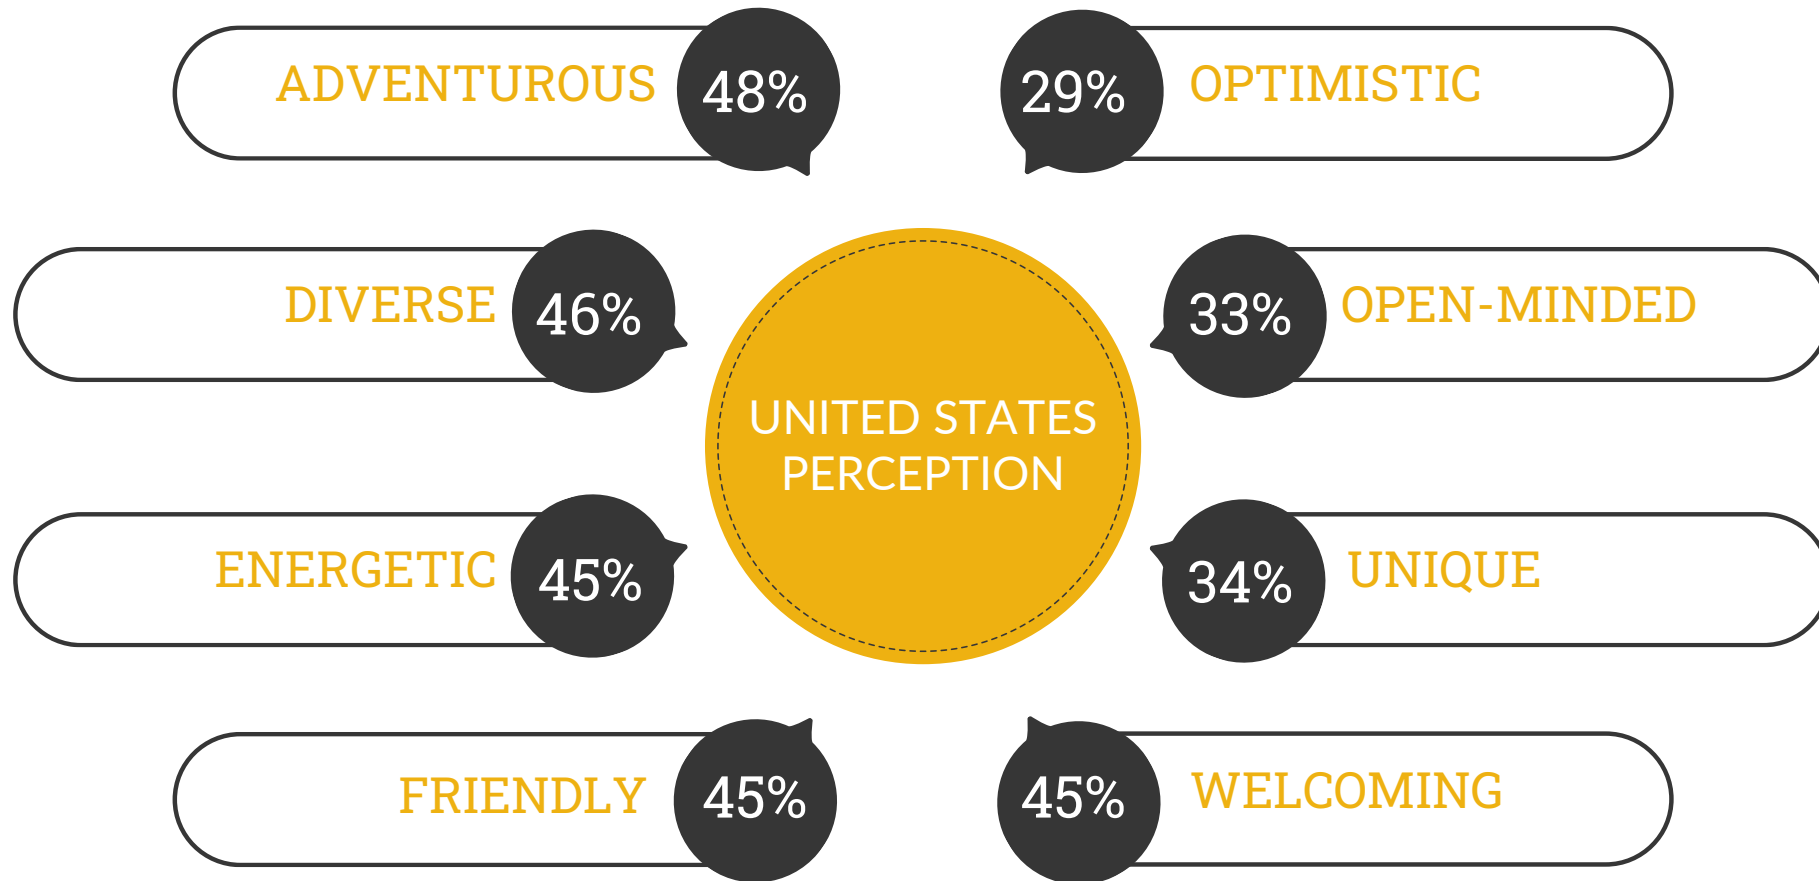 ADVENTUROUS
48%
29%
OPTIMISTIC
DIVERSE
46%
33%
OPEN-MINDED
UNITED STATES
PERCEPTION
ENERGETIC
45%
34%
UNIQUE
FRIENDLY
45%
45%
WELCOMING